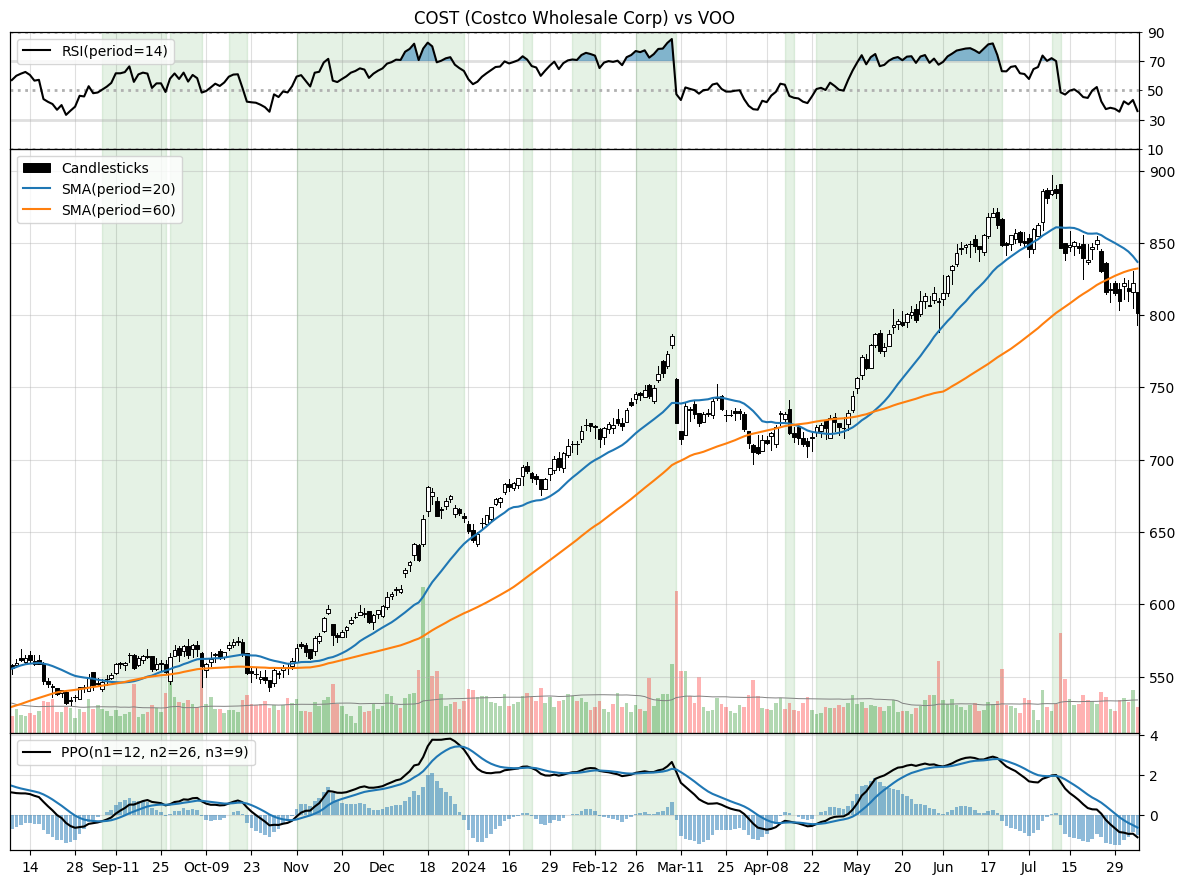 COST (Costco Wholesale Corp) vs VOO
RSI(period=14)
90
70
50
30
10
Candlesticks
SMA(period=20)
SMA(period=60)
900
850
800
750
700
650
600
550
PPO(n1=12, n2=26, n3=9)
4
2
0
14 28 Sep-11 25 Oct-09 23 Nov 20 Dec 18 2024 16 29 Feb-12 26 Mar-11 25 Apr-08 22 May 20 Jun 17 Jul 15 29